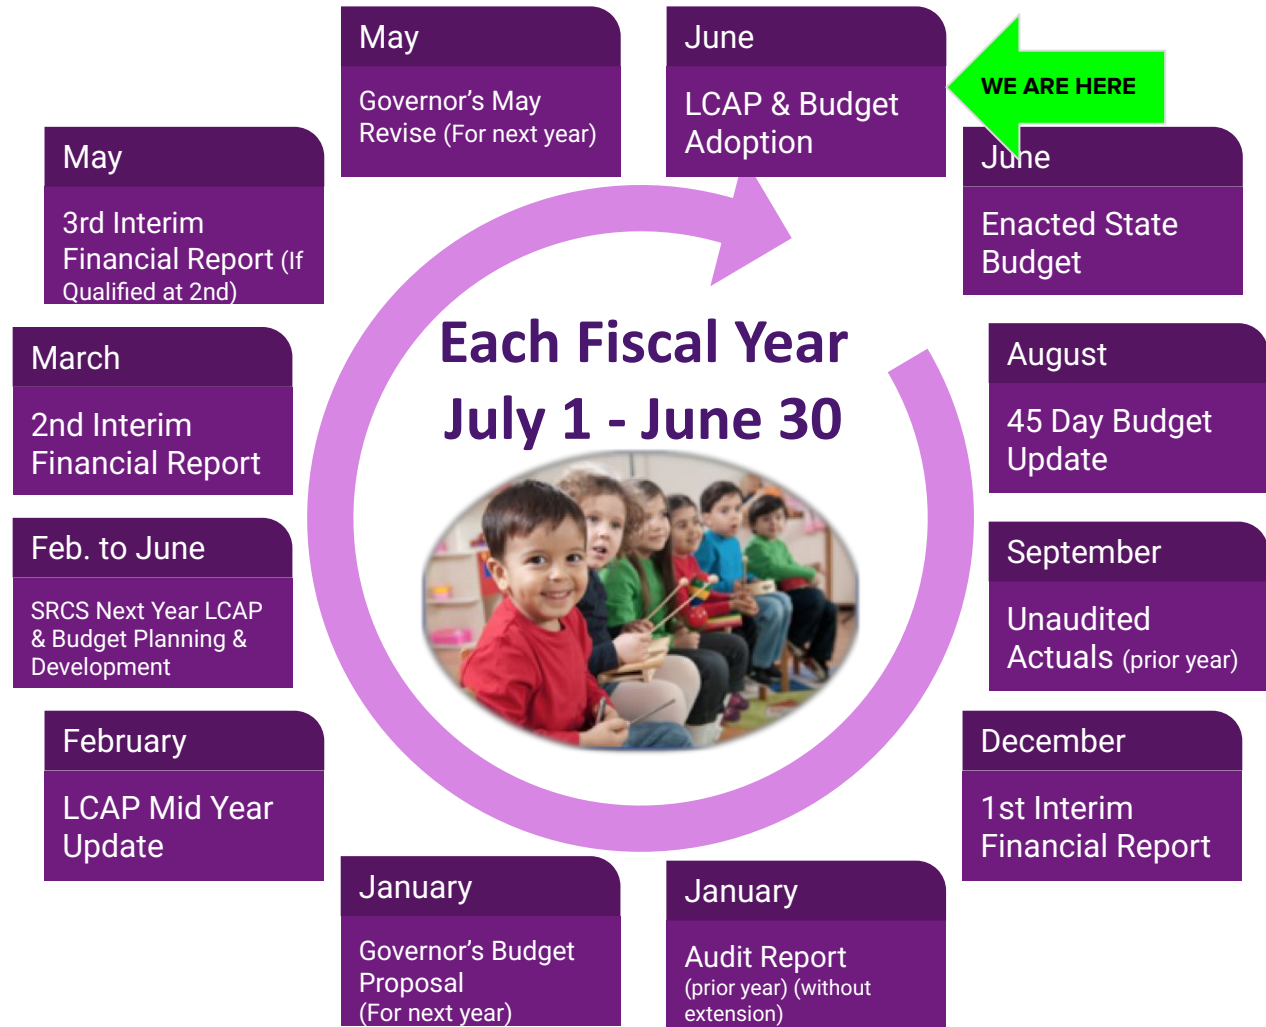 May
Governor’s May
Revise (For next year)
June
LCAP & Budget
Adoption
WE ARE HERE
June
Enacted State
Budget
August
45 Day Budget
Update
September
Unaudited
Actuals (prior year)
December
1st Interim
Financial Report
January
Audit Report
(prior year) (without
extension)
January
Governor’s Budget
Proposal
(For next year)
February
LCAP Mid Year
Update
Feb. to June
SRCS Next Year LCAP
& Budget Planning &
Development
March
2nd Interim
Financial Report
May
3rd Interim
Financial Report (If
Qualified at 2nd)
Each Fiscal Year
July 1 - June 30